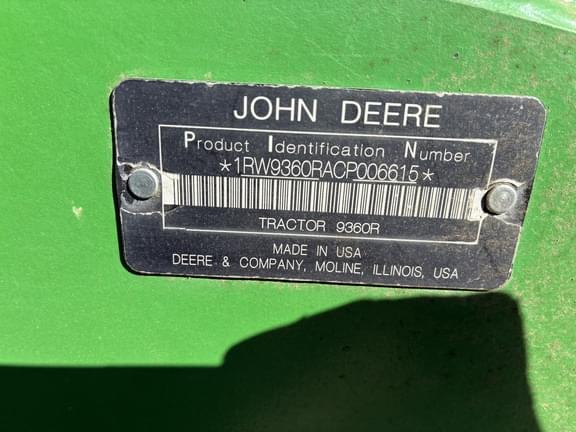 JOHN DEERE
Product Identification Number
*1RW9360RACP006615*
TRACTOR 9360R
MADE IN USA
DEERE & COMPANY, MOLINE, ILLINOIS, USA